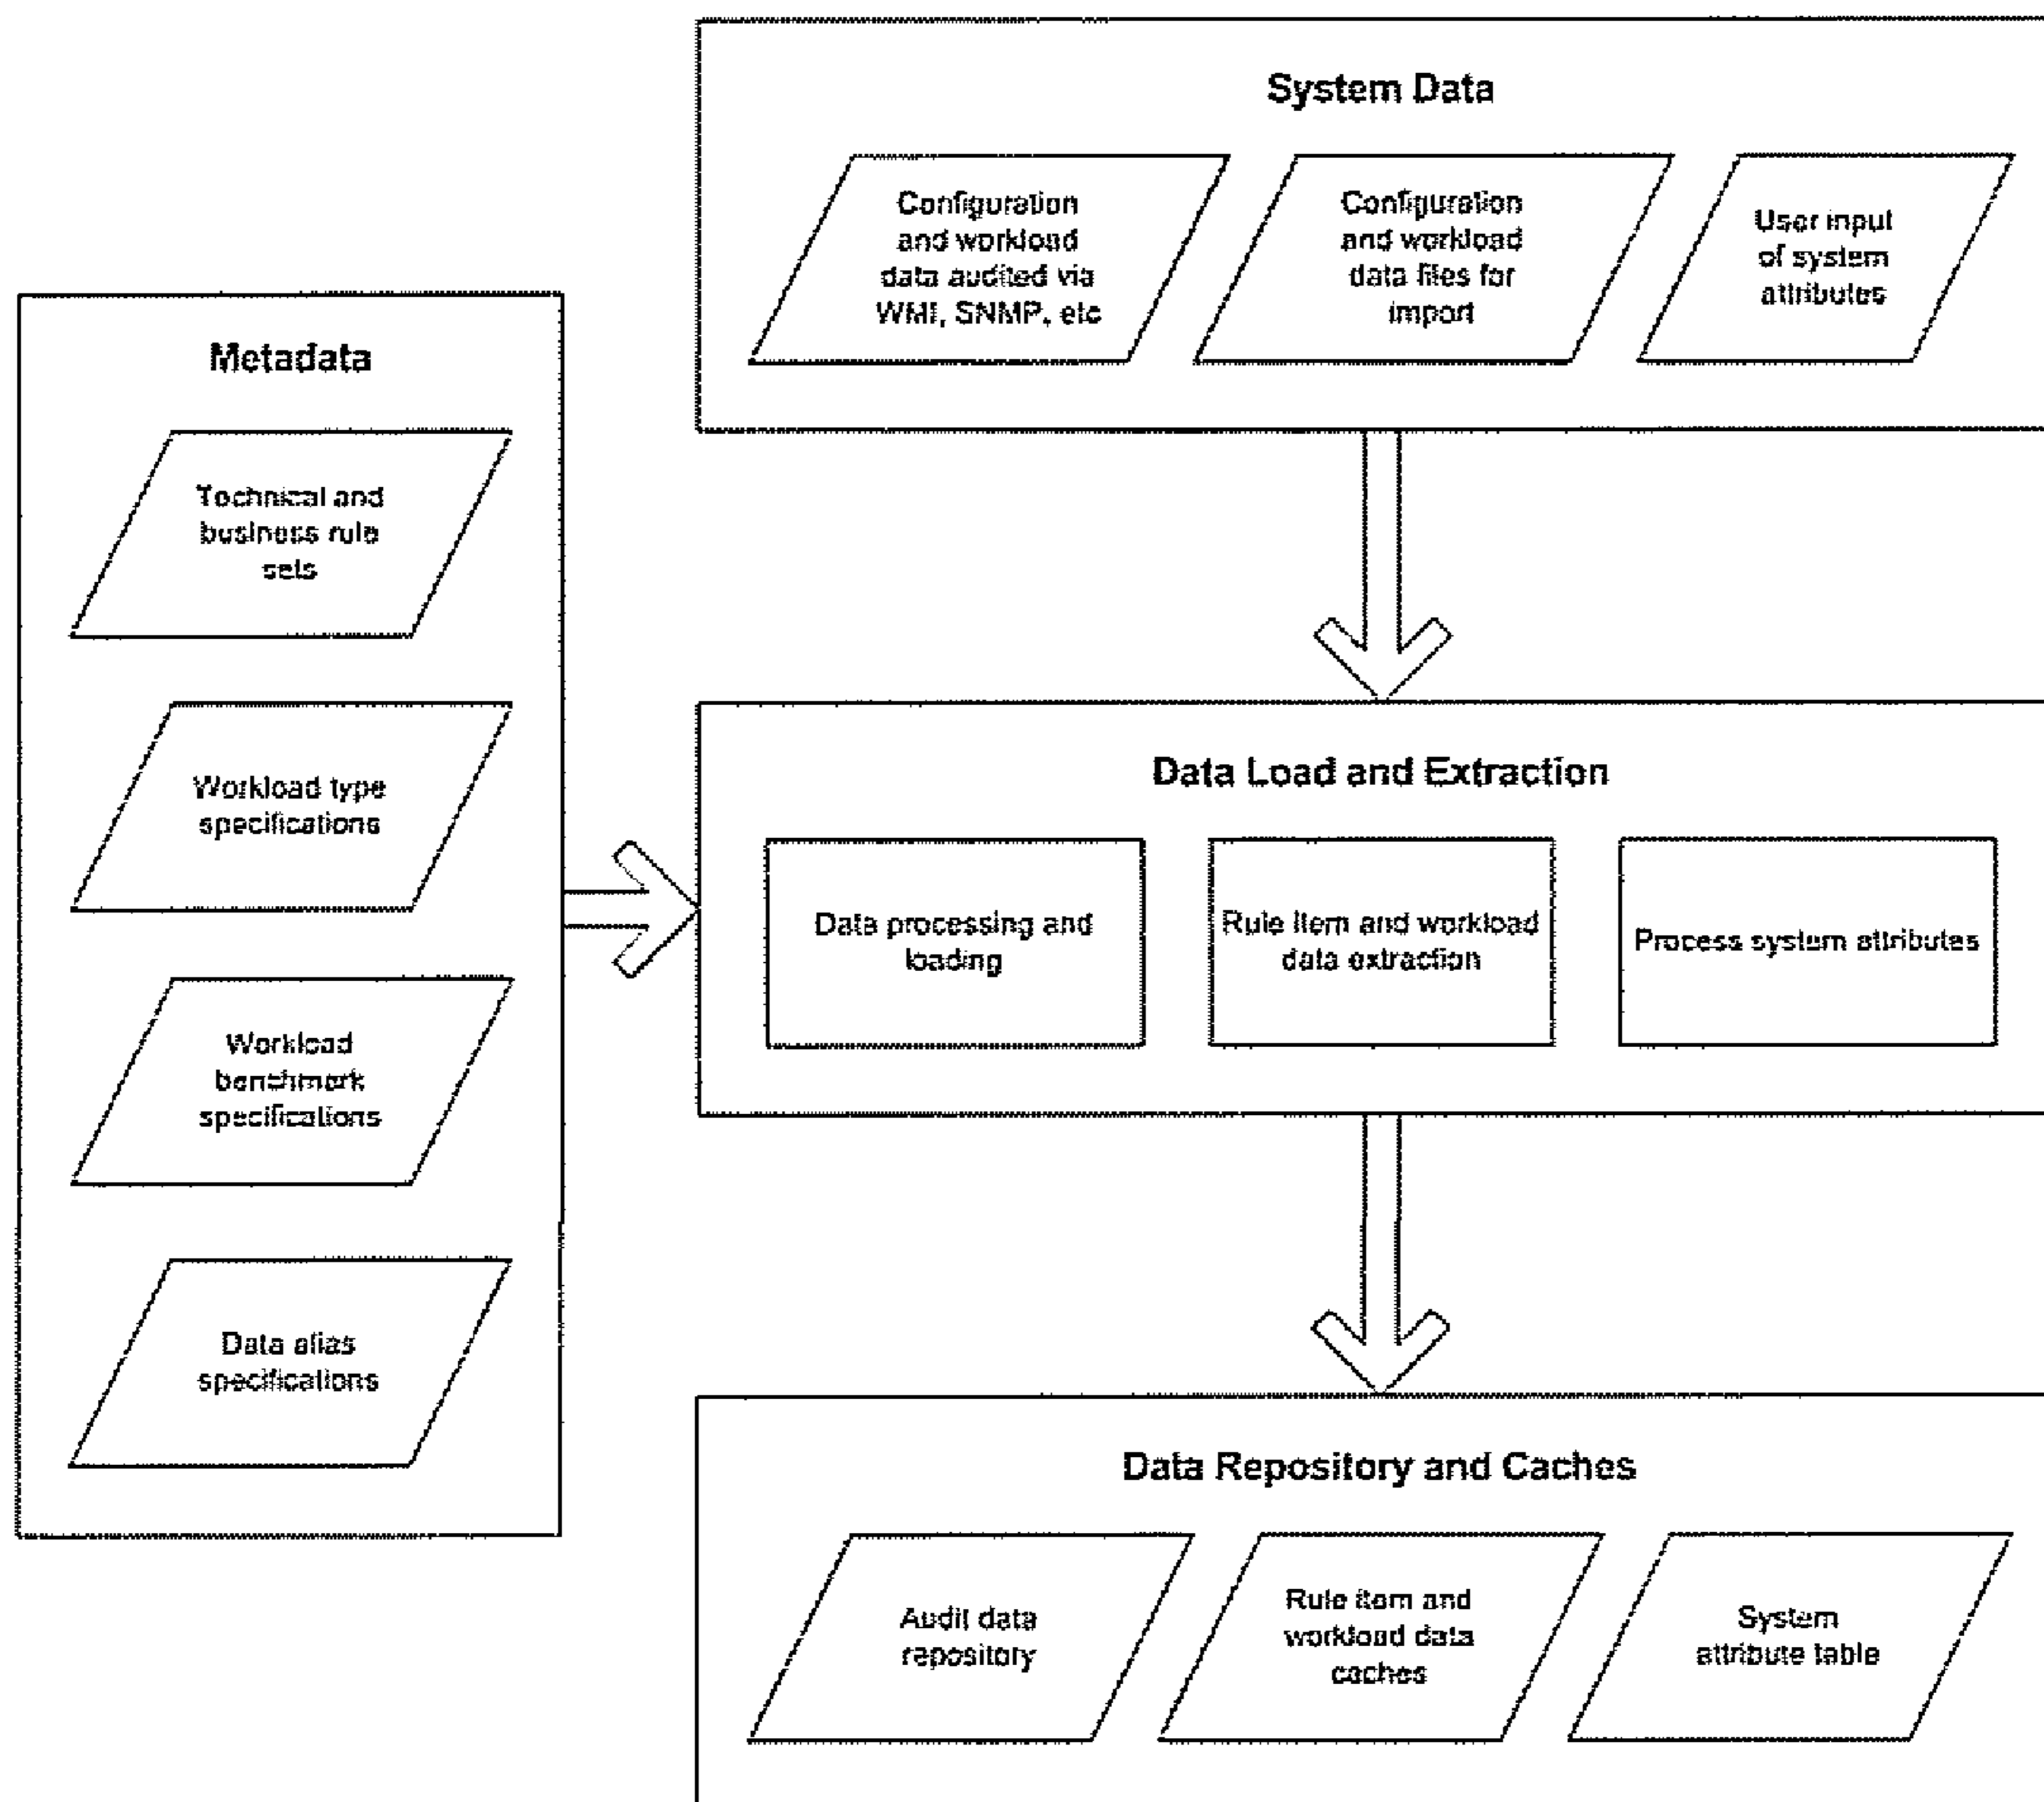 System Data
Configuration
and workload
data audited via
WMI, SNMP, etc
Configuration
and workload
data files for
import
User input
of system
attributes
Metadata
Technical and
business rule
sets
Workload type
specifications
Workload
benchmark
specifications
Data alias
specifications
Data Load and Extraction
Data processing and
loading
Rule item and workload
data extraction
Process system attributes
Data Repository and Caches
Audit data
repository
Rule item and
workload data
caches
System
attribute table